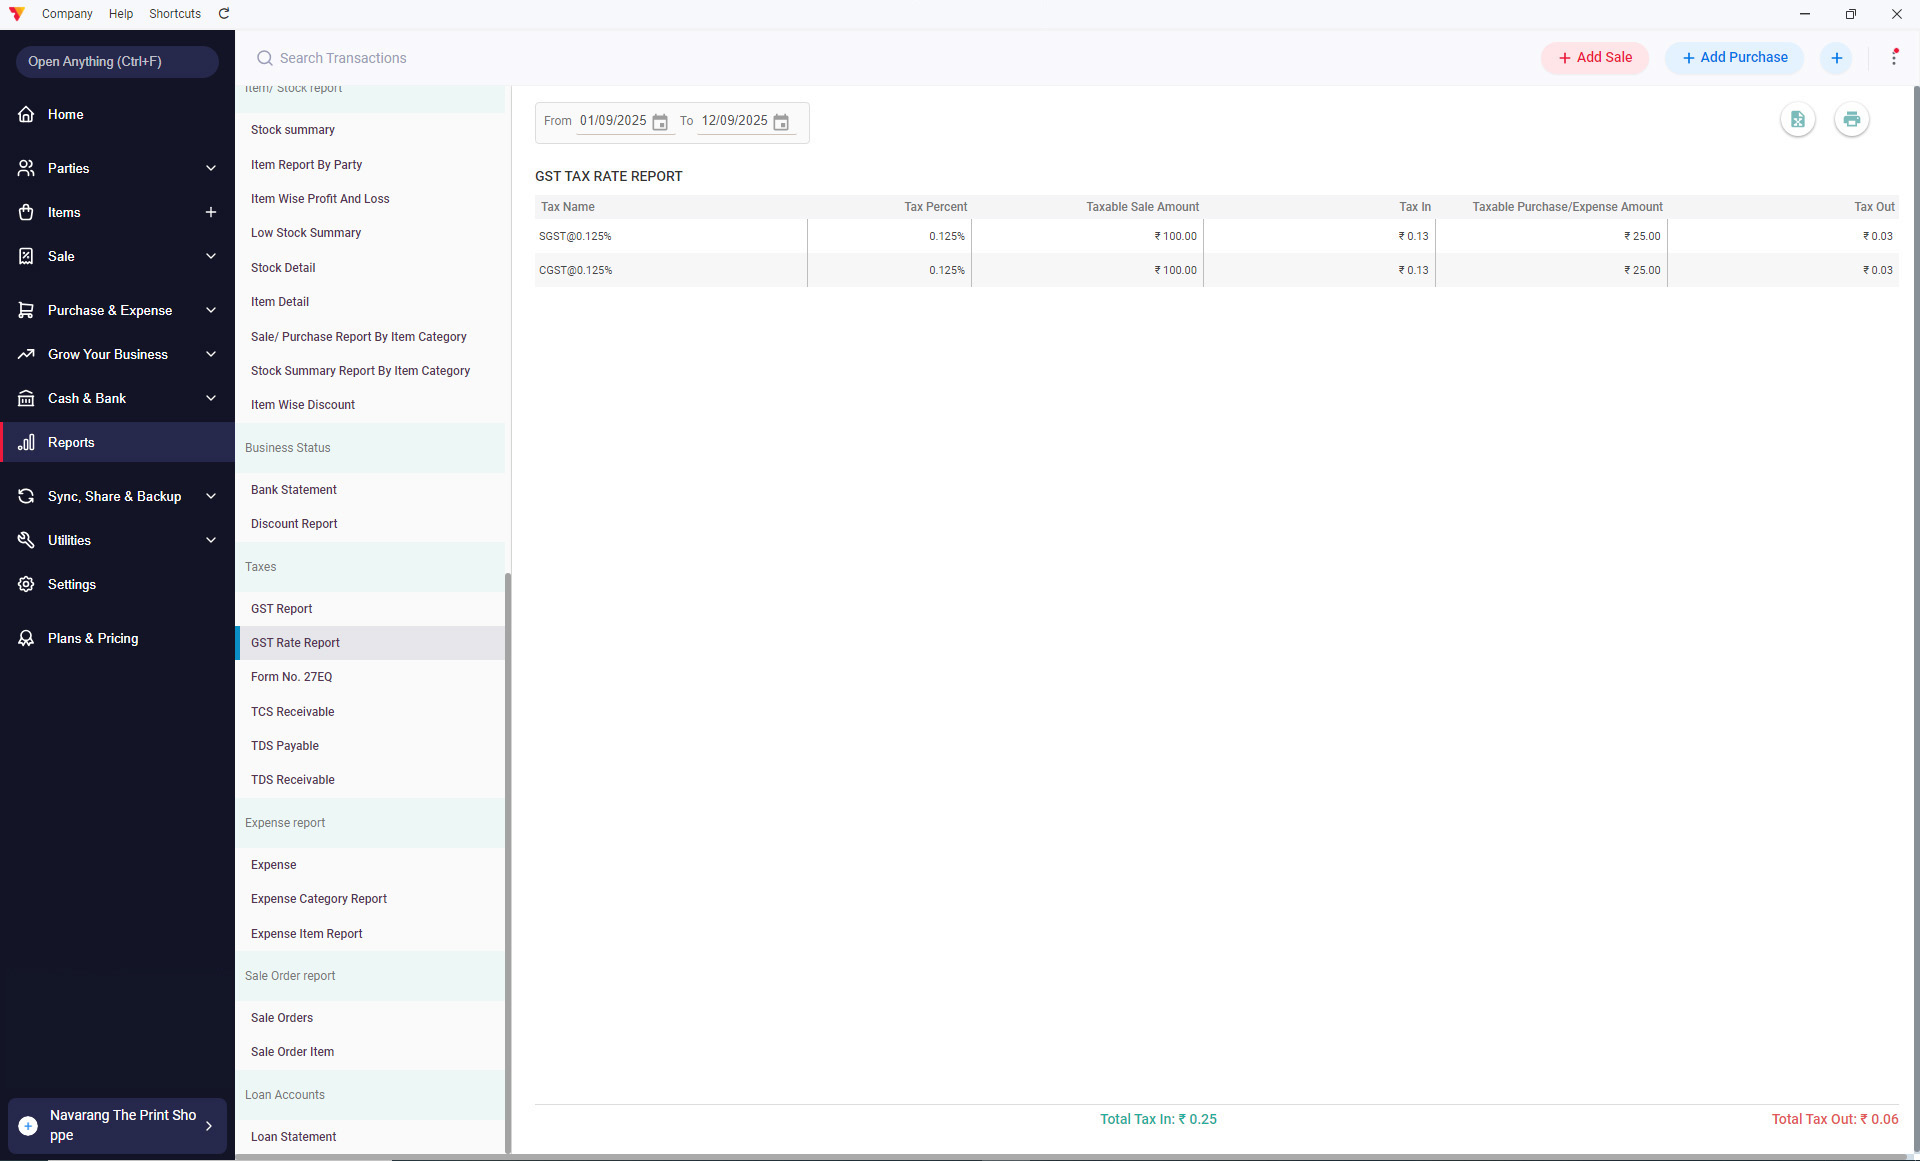 Company Help Shortcuts
Open Anything (Ctrl+F)
Search Transactions
+ Add Sale
+ Add Purchase
Home
Parties
Items
Sale
Purchase & Expense
Grow Your Business
Cash & Bank
Reports
Sync, Share & Backup
Utilities
Settings
Plans & Pricing
Navarang The Print Sho
ppe
Item/ Stock report
Stock summary
Item Report By Party
Item Wise Profit And Loss
Low Stock Summary
Stock Detail
Item Detail
Sale/ Purchase Report By Item Category
Stock Summary Report By Item Category
Item Wise Discount
Business Status
Bank Statement
Discount Report
Taxes
GST Report
GST Rate Report
Form No. 27EQ
TCS Receivable
TDS Payable
TDS Receivable
Expense report
Expense
Expense Category Report
Expense Item Report
Sale Order report
Sale Orders
Sale Order Item
Loan Accounts
Loan Statement
From 01/09/2025 To 12/09/2025
GST TAX RATE REPORT
Tax Name Tax Percent Taxable Sale Amount Tax In Taxable Purchase/Expense Amount Tax Out
SGST@0.125% 0.125% ₹ 100.00 ₹ 0.13 ₹ 25.00 ₹ 0.03
CGST@0.125% 0.125% ₹ 100.00 ₹ 0.13 ₹ 25.00 ₹ 0.03
Total Tax In: ₹ 0.25 Total Tax Out: ₹ 0.06